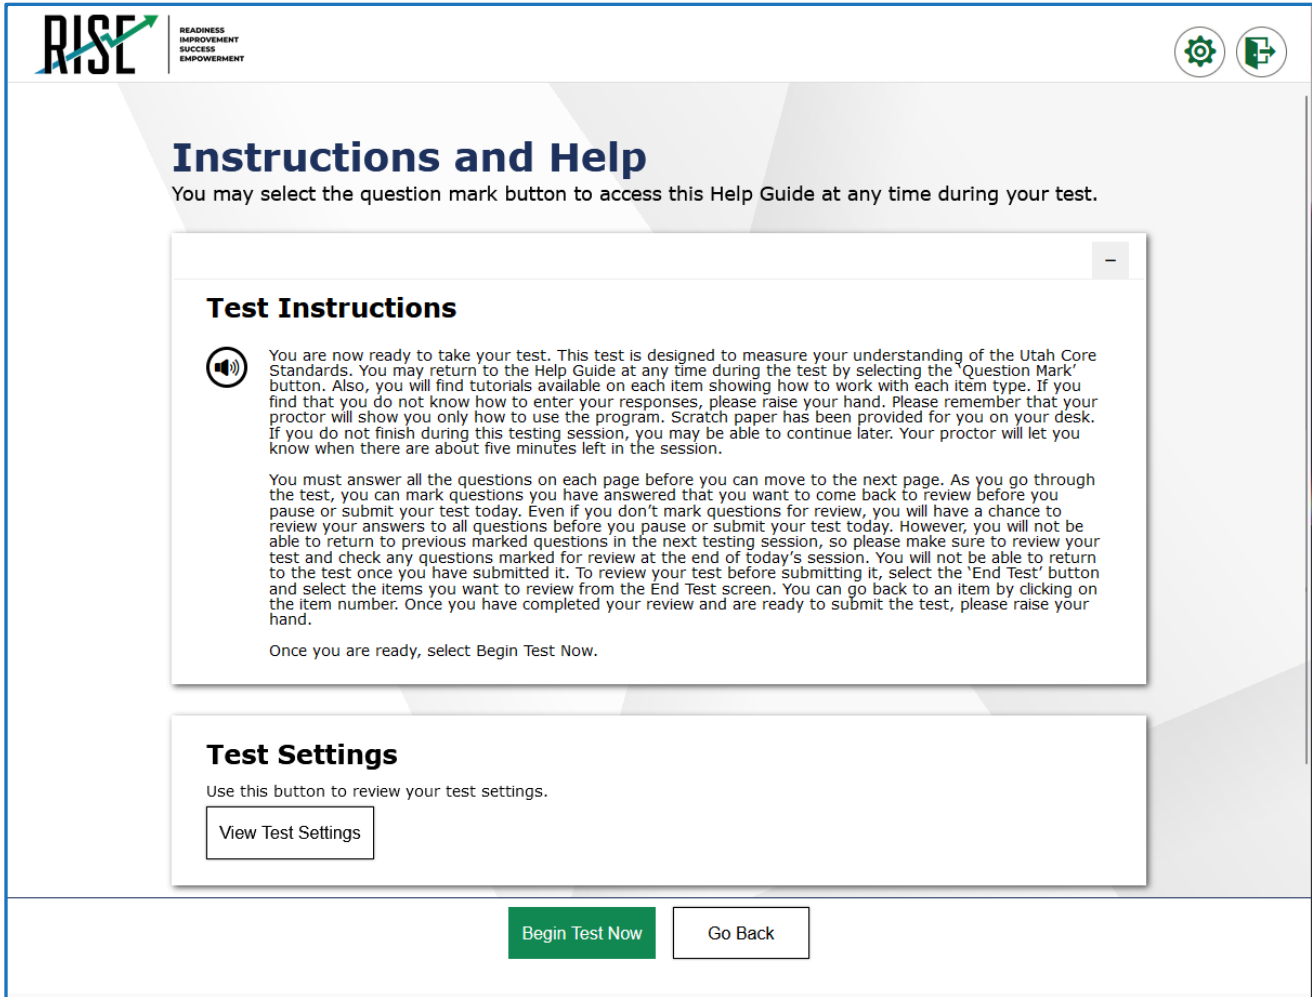 RISE
READINESS
IMPROVEMENT
SUCCESS
EMPOWERMENT
Instructions and Help
You may select the question mark button to access this Help Guide at any time during your test.
–
Test Instructions
You are now ready to take your test. This test is designed to measure your understanding of the Utah Core
Standards. You may return to the Help Guide at any time during the test by selecting the ‘Question Mark’
button. Also, you will find tutorials available on each item showing how to work with each item type. If you
find that you do not know how to enter your responses, please raise your hand. Please remember that your
proctor will show you only how to use the program. Scratch paper has been provided for you on your desk.
If you do not finish during this testing session, you may be able to continue later. Your proctor will let you
know when there are about five minutes left in the session.
You must answer all the questions on each page before you can move to the next page. As you go through
the test, you can mark questions you have answered that you want to come back to review before you
pause or submit your test today. Even if you don’t mark questions for review, you will have a chance to
review your answers to all questions before you pause or submit your test today. However, you will not be
able to return to previous marked questions in the next testing session, so please make sure to review your
test and check any questions marked for review at the end of today’s session. You will not be able to return
to the test once you have submitted it. To review your test before submitting it, select the ‘End Test’ button
and select the items you want to review from the End Test screen. You can go back to an item by clicking on
the item number. Once you have completed your review and are ready to submit the test, please raise your
hand.
Once you are ready, select Begin Test Now.
Test Settings
Use this button to review your test settings.
View Test Settings
Begin Test Now
Go Back